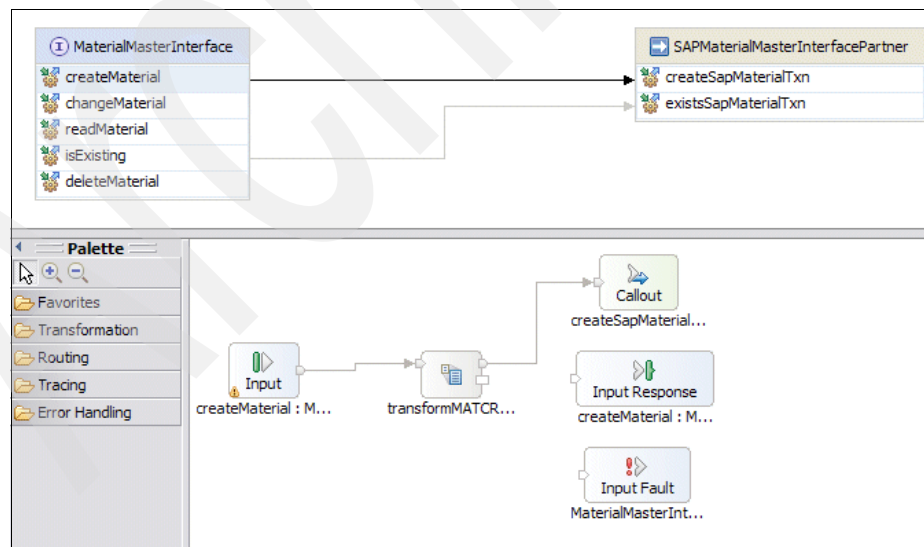 MaterialMasterInterface
createMaterial
changeMaterial
readMaterial
isExisting
deleteMaterial
SAPMaterialMasterInterfacePartner
createSapMaterialTxn
existsSapMaterialTxn
Palette
Favorites
Transformation
Routing
Tracing
Error Handling
Input
createMaterial : M...
transformMATCR...
Callout
createSapMaterial...
Input Response
createMaterial : M...
Input Fault
MaterialMasterInt...